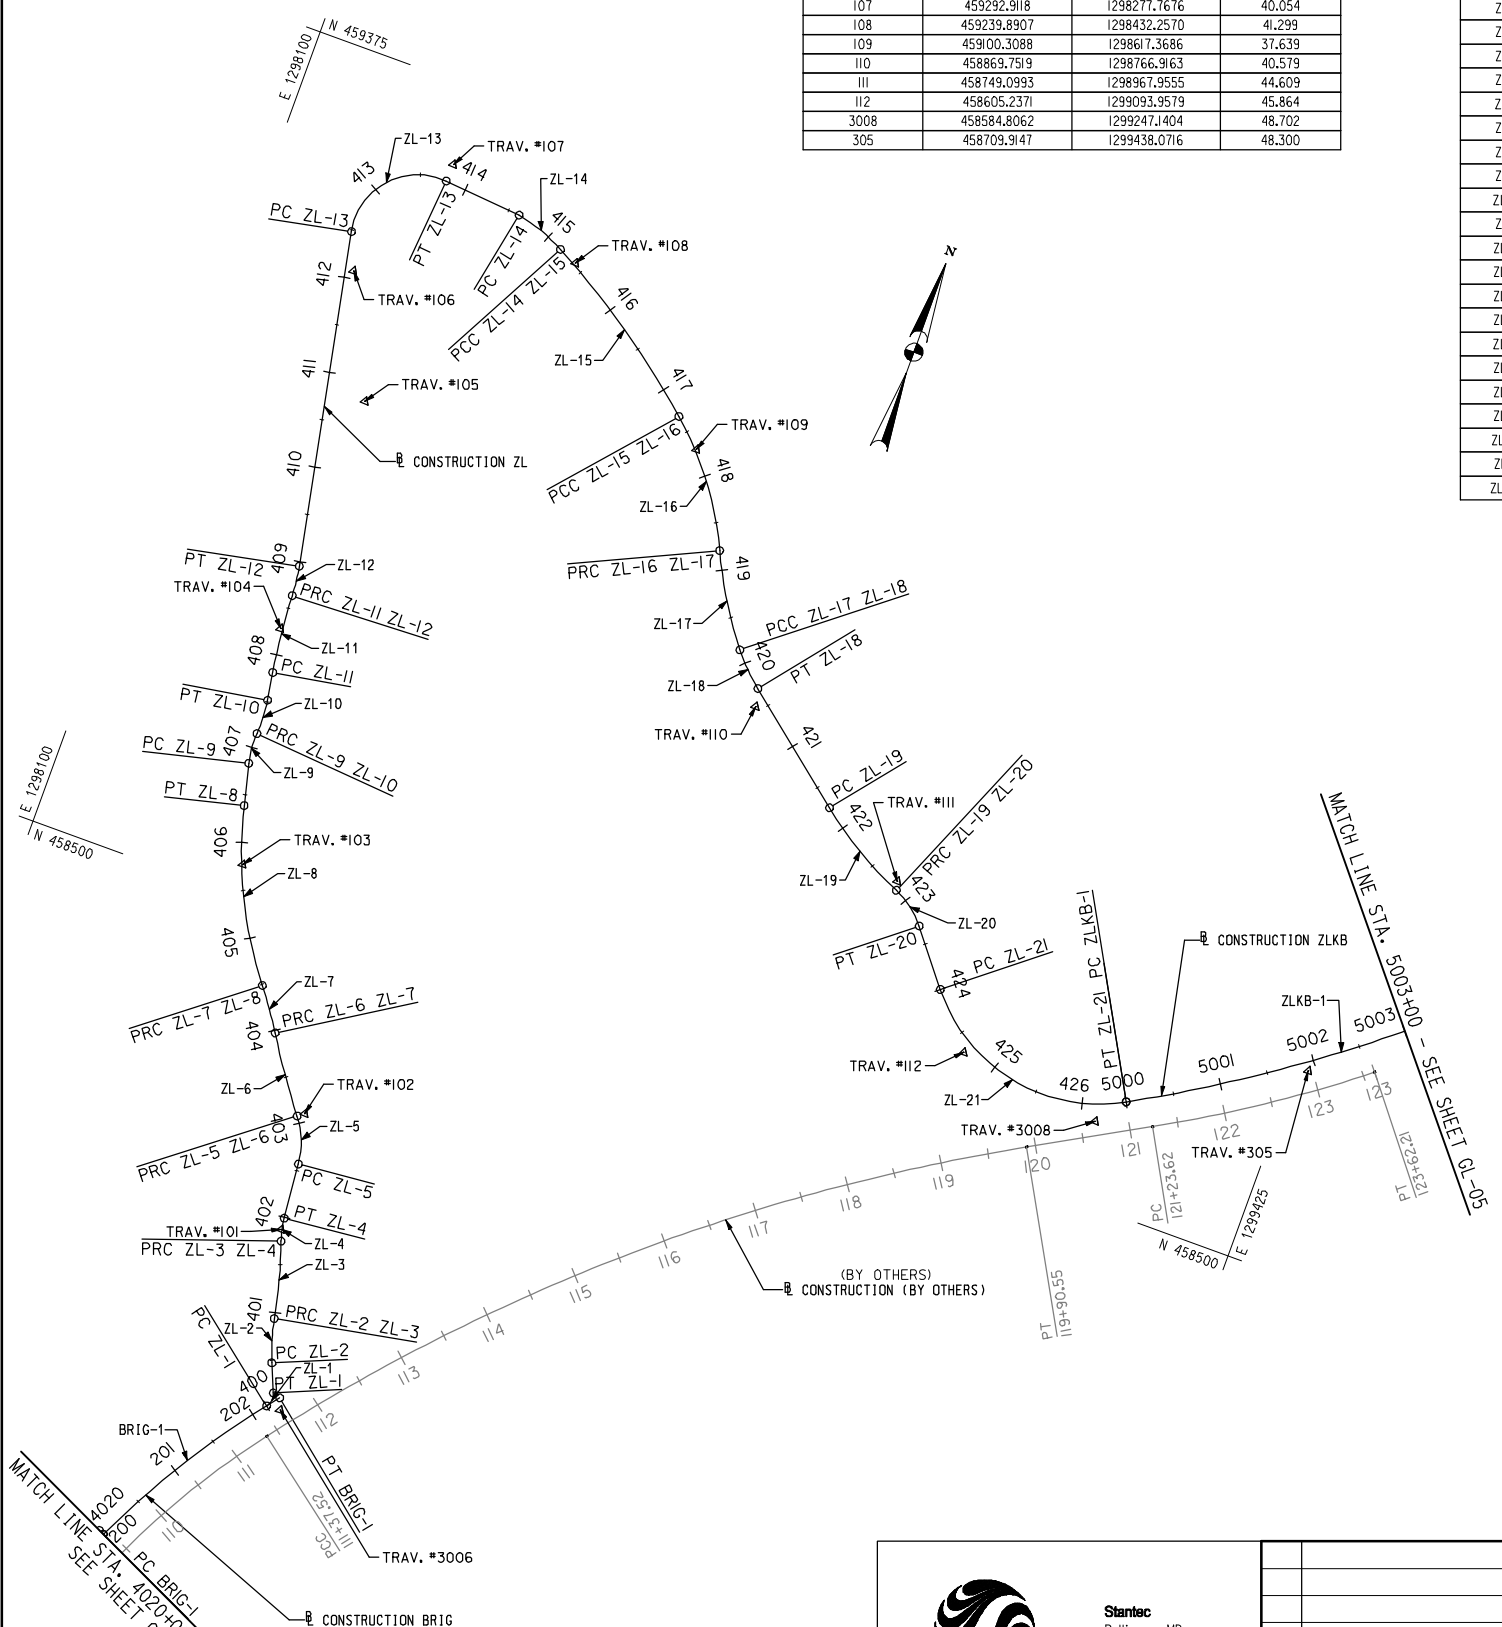 107 459292.9118 1298277.7676 40.054
108 459239.8907 1298432.2570 41.299
109 459100.3088 1298617.3686 37.639
110 458869.7519 1298766.9163 40.579
111 458749.0993 1298967.9555 44.609
112 458605.2371 1299093.9579 45.864
3008 458584.8062 1299247.1404 48.702
305 458709.9147 1299438.0716 48.300
N 459375
E 1298100
ZL-13
TRAV. #107
413
414
ZL-14
PC ZL-13
PT ZL-13
415
PC ZL-14
TRAV. #108
412
TRAV. #106
PCC ZL-14 ZL-15
416
N
ZL-15
411
TRAV. #105
417
TRAV. #109
410
℄ CONSTRUCTION ZL
PCC ZL-15 ZL-16
418
ZL-16
409
PT ZL-12
ZL-12
TRAV. #104
PRC ZL-11 ZL-12
PRC ZL-16 ZL-17
419
PCC ZL-17 ZL-18
ZL-17
408
ZL-11
PC ZL-11
420
PT ZL-18
ZL-18
PT ZL-10
ZL-10
TRAV. #110
407
PRC ZL-9 ZL-10
421
PC ZL-9
ZL-9
PT ZL-8
E 1298100
N 458500
PC ZL-19
TRAV. #111
422
PRC ZL-19 ZL-20
406
TRAV. #103
ZL-8
ZL-19
423
ZL-20
405
PT ZL-20
PC ZL-21
424
PT ZL-21 PC ZLKB-1
℄ CONSTRUCTION ZLKB
MATCH LINE STA. 5003+00 - SEE SHEET GL-05
ZL-7
PRC ZL-7 ZL-8
PRC ZL-6 ZL-7
404
ZLKB-1
5003
5002
5001
5000
426
425
TRAV. #112
ZL-21
ZL-6
TRAV. #102
403
ZL-5
PRC ZL-5 ZL-6
PC ZL-5
TRAV. #3008
TRAV. #305
123
123
122
121
120
119
118
117
116
115
114
113
112
111
110
PT
123+62.21
PC
121+23.62
PT
119+90.55
E 1299425
N 458500
402
PT ZL-4
TRAV. #101
ZL-4
PRC ZL-3 ZL-4
ZL-3
(BY OTHERS)
℄ CONSTRUCTION (BY OTHERS)
401
PRC ZL-2 ZL-3
ZL-2
PC ZL-1
PC ZL-2
ZL-1
400
PT ZL-1
202
BRIG-1
201
PT BRIG-1
PCC
111+37.52
4020
200
PC BRIG-1
MATCH LINE STA. 4020+
SEE SHEET
TRAV. #3006
℄ CONSTRUCTION BRIG
Stantec